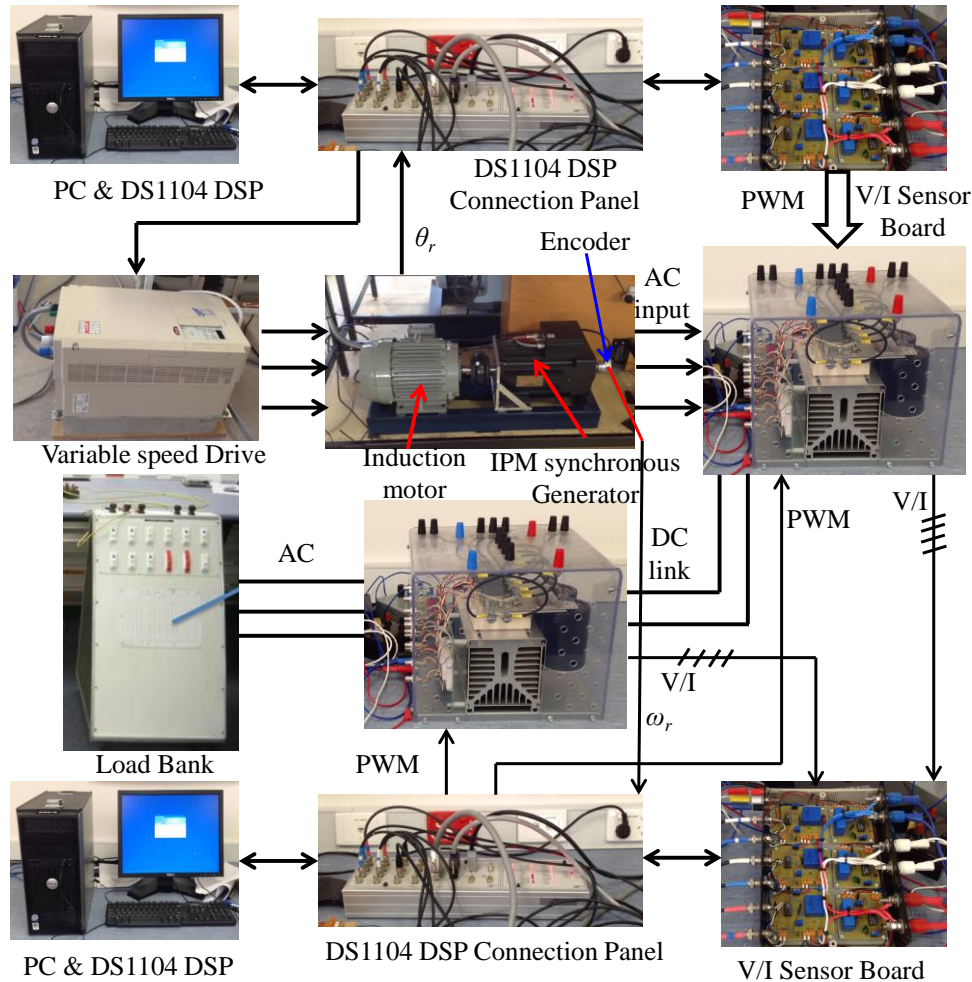 PC & DS1104 DSP
DS1104 DSP
Connection Panel
PWM
V/I Sensor
Board
θr
Encoder
AC
input
Variable speed Drive
Induction
motor
IPM synchronous
Generator
PWM
V/I
AC
DC
link
V/I
ωr
Load Bank
PWM
PC & DS1104 DSP
DS1104 DSP Connection Panel
V/I Sensor Board